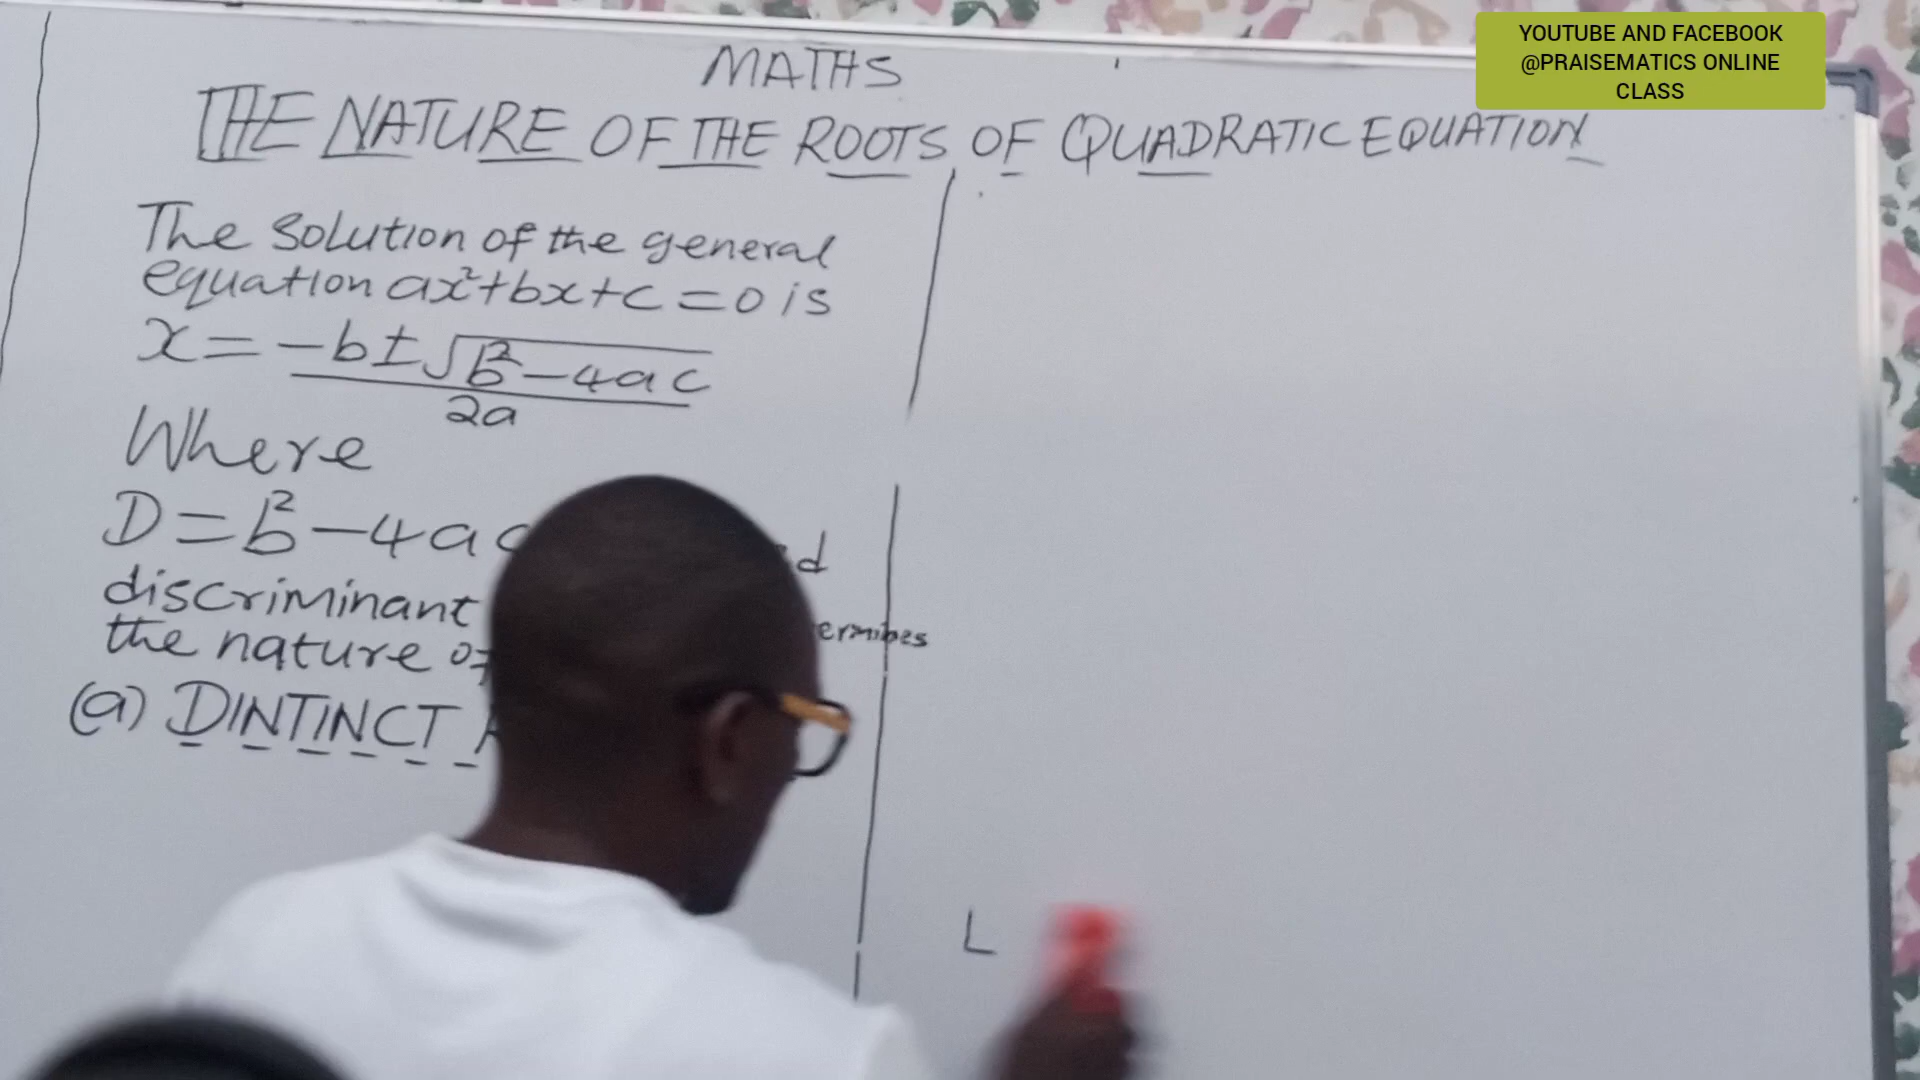 YOUTUBE AND FACEBOOK
@PRAISEMATICS ONLINE
CLASS
MATHS
THE NATURE OF THE ROOTS OF QUADRATIC EQUATION
The solution of the general
equation ax²+bx+c=0 is
x = -b±√b²-4ac
2a
Where
D = b² - 4a
discriminant
the nature
(a) DINTINCT
L